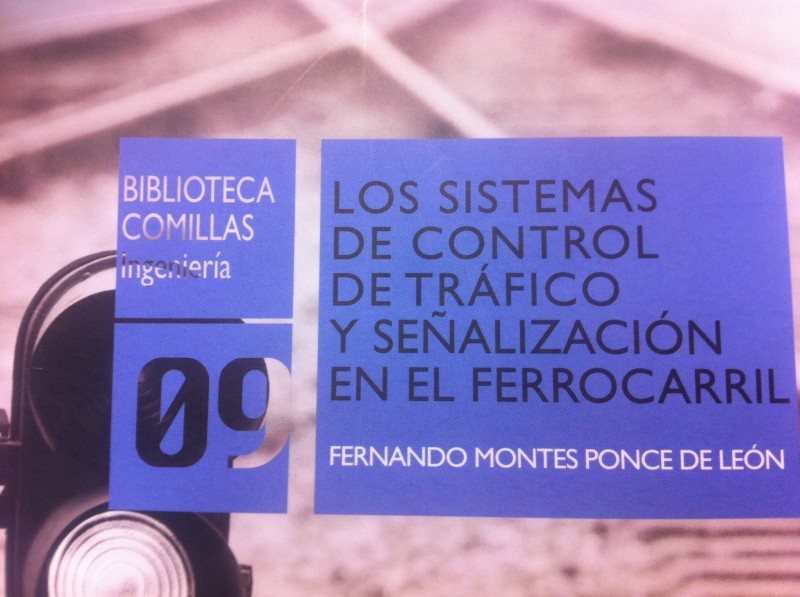 BIBLIOTECA
COMILLAS
Ingeniería
09
LOS SISTEMAS
DE CONTROL
DE TRÁFICO
Y SEÑALIZACIÓN
EN EL FERROCARRIL
FERNANDO MONTES PONCE DE LEÓN